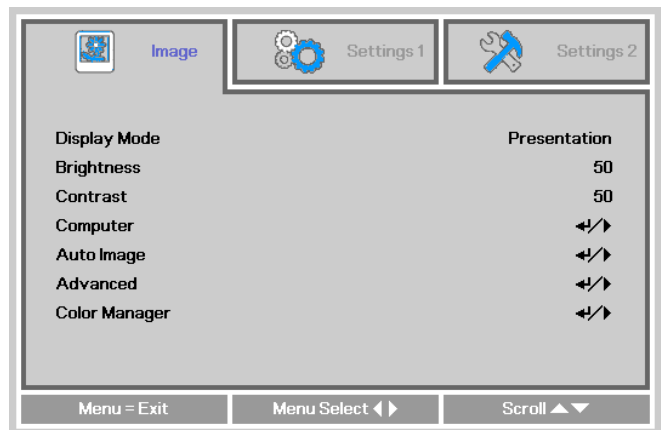 Image Settings 1 Settings 2
Display Mode Presentation
Brightness 50
Contrast 50
Computer ↵/▶
Auto Image ↵/▶
Advanced ↵/▶
Color Manager ↵/▶
Menu = Exit Menu Select ◀▶ Scroll ▲▼